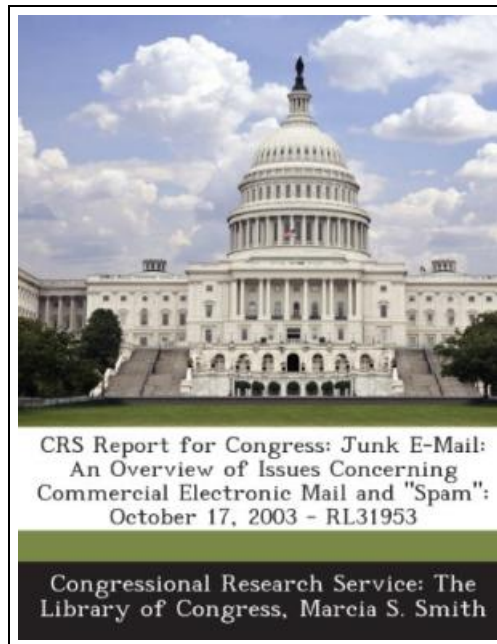 CRS Report for Congress: Junk E-Mail:
An Overview of Issues Concerning
Commercial Electronic Mail and "Spam":
October 17, 2003 - RL31953
Congressional Research Service: The
Library of Congress, Marcia S. Smith